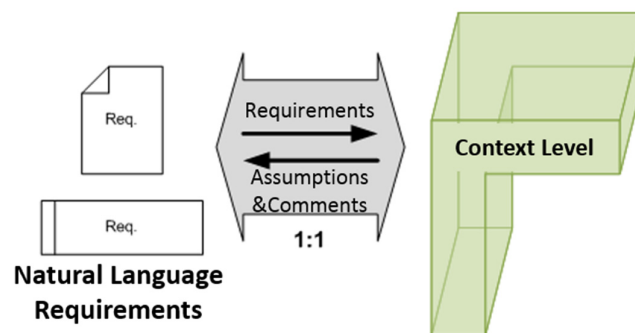 Req.
Req.
Natural Language
Requirements
Requirements
Assumptions
&Comments
1:1
Context Level